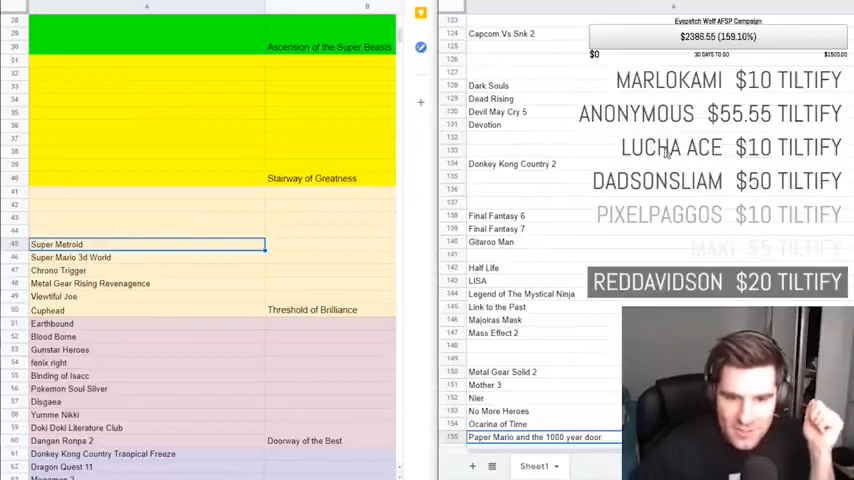 A
B
28
29
30
Ascension of the Super Beasts
31
32
33
34
35
36
37
38
39
40
Stairway of Greatness
41
42
43
44
45 Super Metroid
46 Super Mario 3d World
47 Chrono Trigger
48 Metal Gear Rising Revenagence
49 Viewtiful Joe
50 Cuphead Threshold of Brilliance
51 Earthbound
52 Blood Borne
53 Gunstar Heroes
54 fenix right
55 Binding of Isacc
56 Pokemon Soul Silver
57 Disgaea
58 Yumme Nikki
59 Doki Doki Literature Club
60 Dangan Ronpa 2 Doorway of the Best
61 Donkey Kong Country Traopical Freeze
62 Dragon Quest 11
A
123
124 Capcom Vs Snk 2
125
126
127
128 Dark Souls
129 Dead Rising
130 Devil May Cry 5
131 Devotion
132
133
134 Donkey Kong Country 2
135
136
137
138 Final Fantasy 6
139 Final Fantasy 7
140 Gitaroo Man
141
142 Half Life
143 LISA
144 Legend of The Mystical Ninja
145 Link to the Past
146 Majoiras Mask
147 Mass Effect 2
148
149
150 Metal Gear Solid 2
151 Mother 3
152 Nier
153 No More Heroes
154 Ocarina of Time
155 Paper Mario and the 1000 year door
Sheet1
Eyepatch Wolf AFSP Campaign
$2386.55 (159.10%)
$0 30 DAYS TO GO $1500.00
MARLOKAMI $10 TILTIFY
ANONYMOUS $55.55 TILTIFY
LUCHA ACE $10 TILTIFY
DADSONSLIAM $50 TILTIFY
PIXELPAGGOS $10 TILTIFY
MAKI $5 TILTIFY
REDDAVIDSON $20 TILTIFY